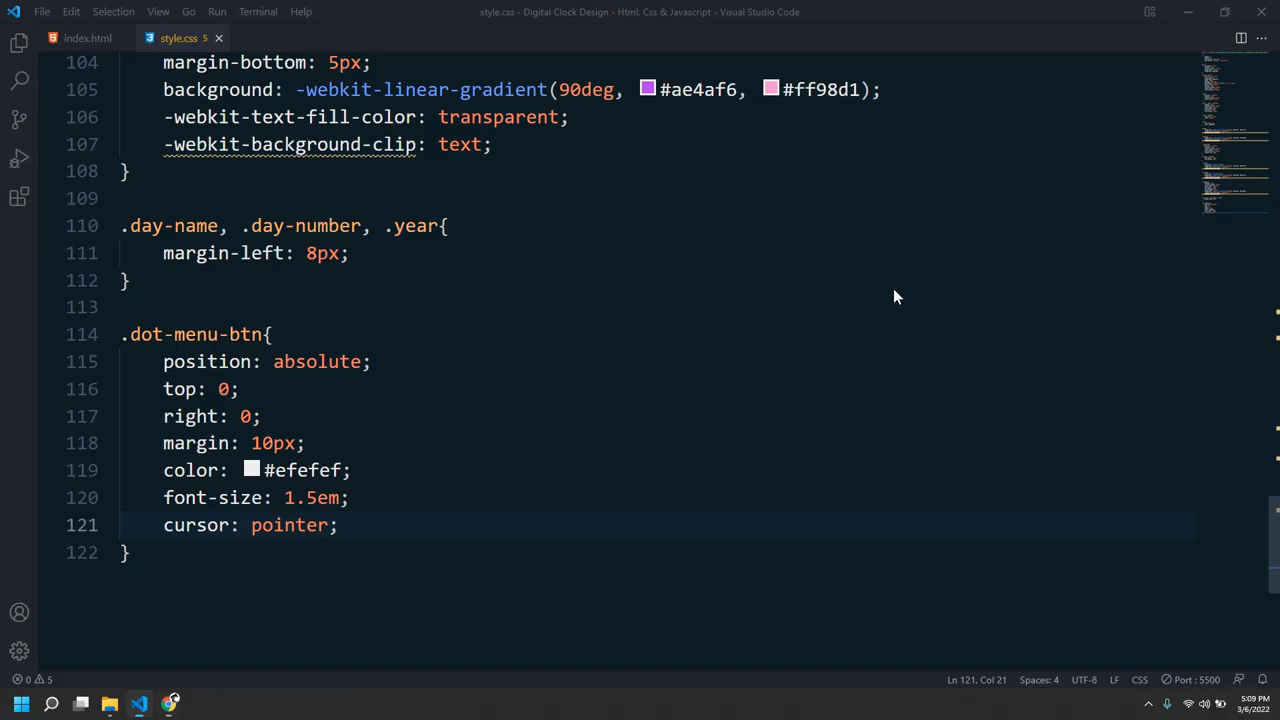 File Edit Selection View Go Run Terminal Help
style.css - Digital Clock Design - Html, Css & Javascript - Visual Studio Code
index.html
style.css 5
104 margin-bottom: 5px;
105 background: -webkit-linear-gradient(90deg, #ae4af6, #ff98d1);
106 -webkit-text-fill-color: transparent;
107 -webkit-background-clip: text;
108 }
109
110 .day-name, .day-number, .year{
111 margin-left: 8px;
112 }
113
114 .dot-menu-btn{
115 position: absolute;
116 top: 0;
117 right: 0;
118 margin: 10px;
119 color: #efefef;
120 font-size: 1.5em;
121 cursor: pointer;
122 }
0 5
Ln 121, Col 21 Spaces: 4 UTF-8 LF CSS Port : 5500
5:09 PM
3/6/2022